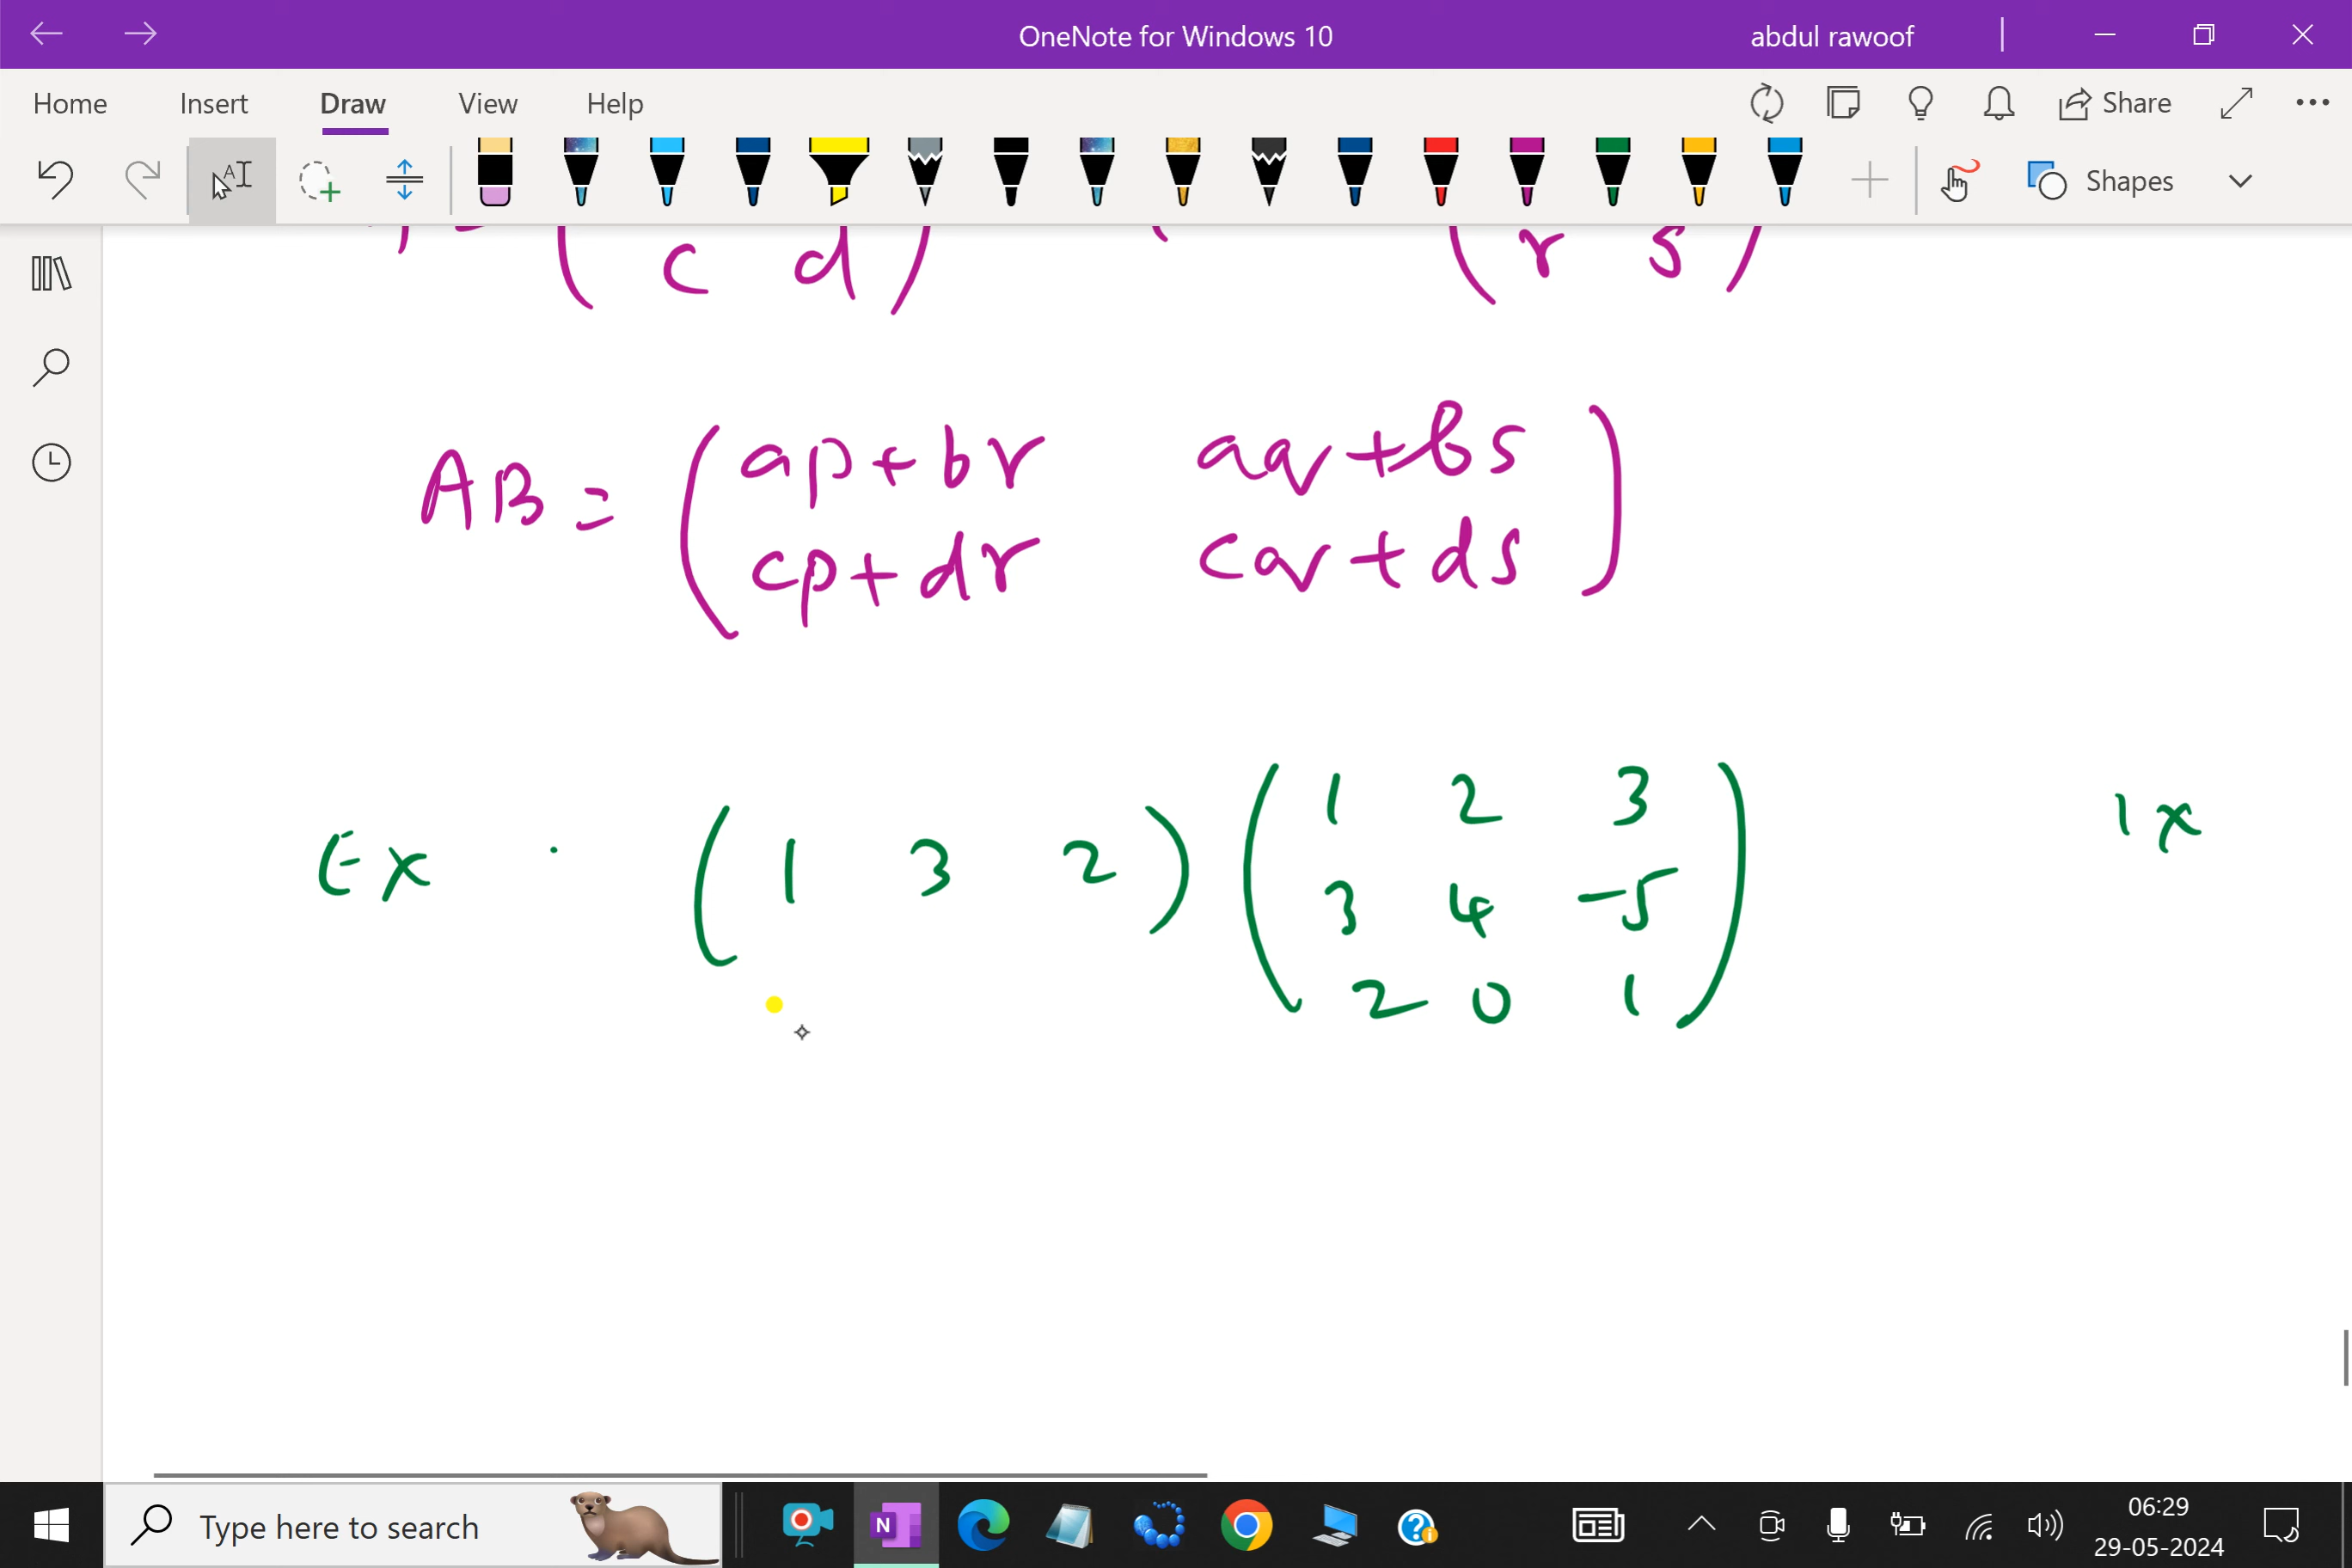 OneNote for Windows 10
abdul rawoof
Home Insert Draw View Help
Share
Shapes
( c d ) ( r s )
AB = ( ap+br aq+bs
cp+dr cq+ds )
Ex . ( 1 3 2 ) ( 1 2 3
3 4 -5
2 0 1 )
1x
Type here to search
06:29
29-05-2024